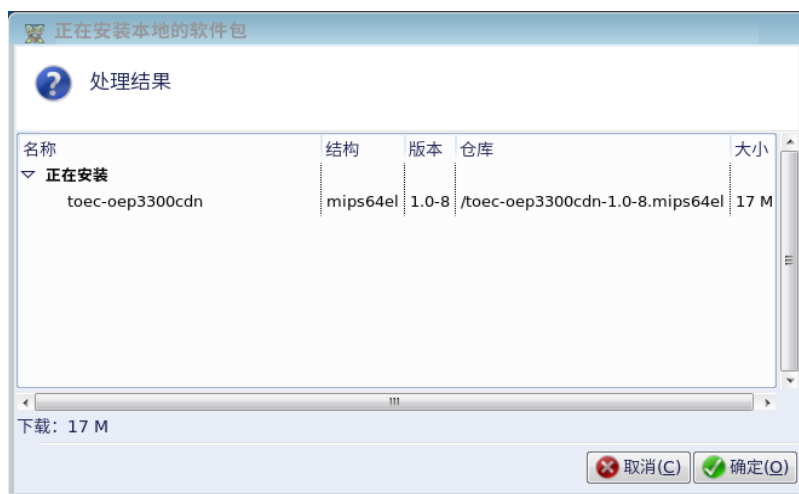 正在安装本地的软件包
处理结果
名称 结构 版本 仓库 大小
正在安装
toec-oep3300cdn mips64el 1.0-8 /toec-oep3300cdn-1.0-8.mips64el 17 M
下载：17 M
取消(C) 确定(O)